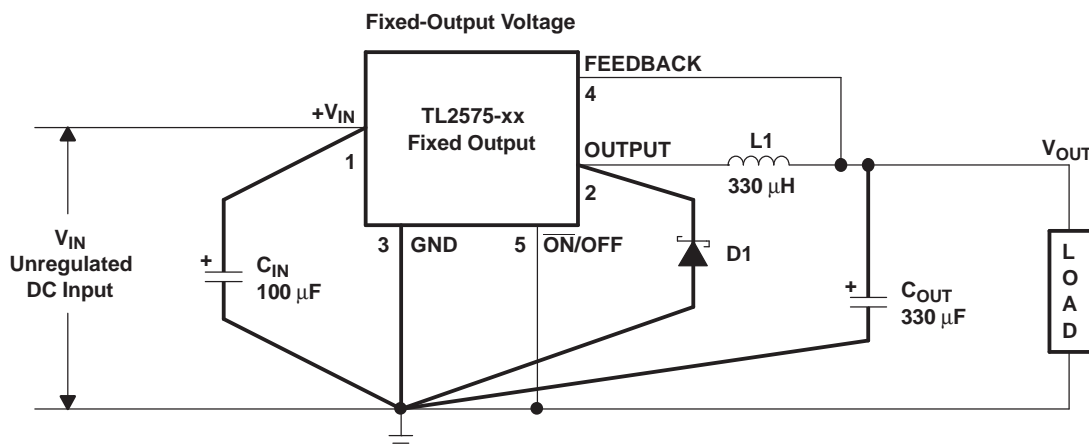 Fixed-Output Voltage
FEEDBACK
4
+VIN
1
TL2575-xx
Fixed Output
OUTPUT
2
L1
330 μH
VOUT
3
GND
5
ON/OFF
VIN
Unregulated
DC Input
+
CIN
100 μF
D1
+
COUT
330 μF
L
O
A
D